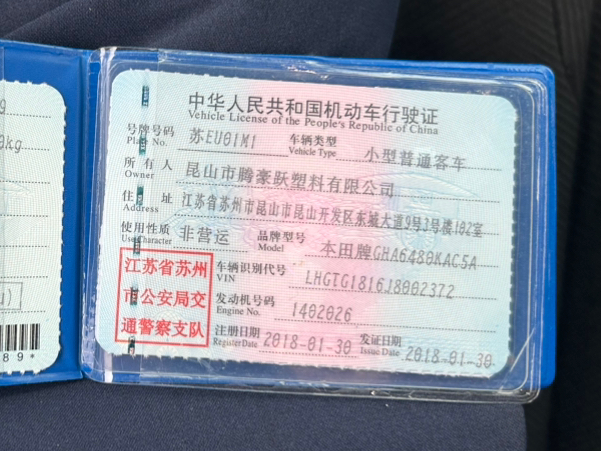 9
0kg
u)
89*
中华人民共和国机动车行驶证
Vehicle License of the People's Republic of China
号牌号码 苏EU01M1 车辆类型 小型普通客车
Plate No. Vehicle Type
所有人 昆山市腾豪跃塑料有限公司
Owner
住址 江苏省苏州市昆山市昆山开发区东城大道9号3号楼102室
Address
使用性质 非营运 品牌型号 本田牌GHA6480KAC5A
Use Character Model
江苏省苏州
市公安局交
通警察支队
车辆识别代号 LHGTG1816J8002372
VIN
发动机号码 1402026
Engine No.
注册日期 2018-01-30 发证日期 2018-01-30
Register Date Issue Date